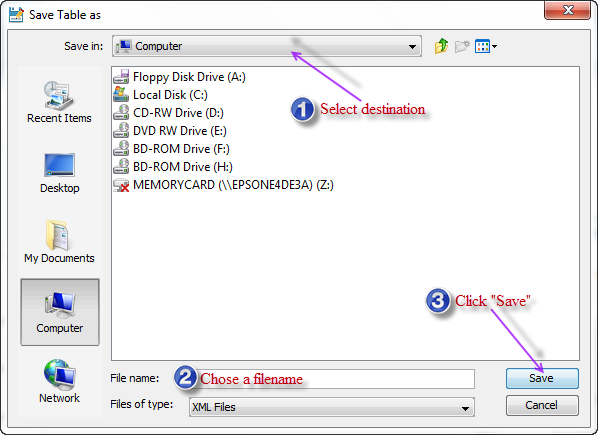 Save Table as
Save in:
Computer
Floppy Disk Drive (A:)
Local Disk (C:)
CD-RW Drive (D:)
DVD RW Drive (E:)
BD-ROM Drive (F:)
BD-ROM Drive (H:)
MEMORYCARD (\\EPSONE4DE3A) (Z:)
1 Select destination
Recent Items
Desktop
My Documents
Computer
Network
3 Click "Save"
File name:
2 Chose a filename
Save
Files of type:
XML Files
Cancel